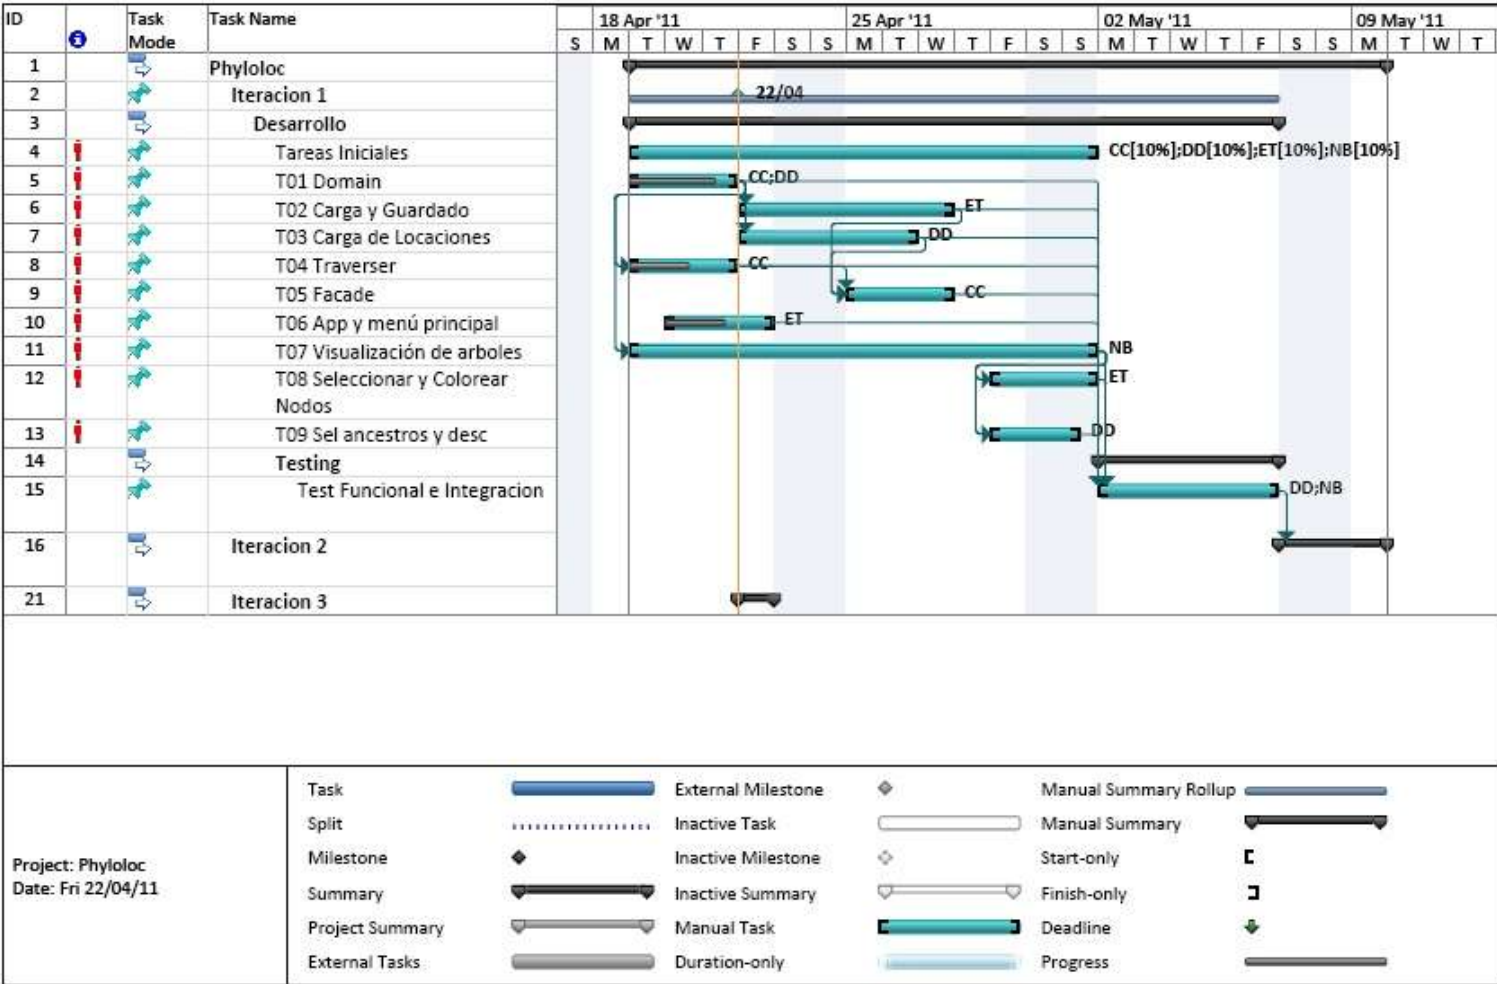 ID Task Task Name 18 Apr '11 25 Apr '11 02 May '11 09 May '11
Mode S M T W T F S S M T W T F S S M T W T F S S M T W T
1 Phyloloc
2 Iteracion 1 22/04
3 Desarrollo
4 Tareas Iniciales CC[10%];DD[10%];ET[10%];NB[10%]
5 T01 Domain CC;DD
6 T02 Carga y Guardado ET
7 T03 Carga de Locaciones DD
8 T04 Traverser CC
9 T05 Facade CC
10 T06 App y menú principal ET
11 T07 Visualización de arboles NB
12 T08 Seleccionar y Colorear ET
Nodos
13 T09 Sel ancestros y desc DD
14 Testing
15 Test Funcional e Integracion DD;NB
16 Iteracion 2
21 Iteracion 3
Project: Phyloloc
Date: Fri 22/04/11
Task External Milestone Manual Summary Rollup
Split Inactive Task Manual Summary
Milestone Inactive Milestone Start-only
Summary Inactive Summary Finish-only
Project Summary Manual Task Deadline
External Tasks Duration-only Progress